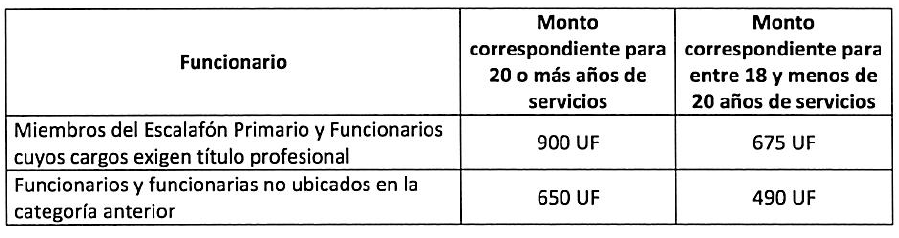 Funcionario
Monto
correspondiente para
20 o más años de
servicios
Monto
correspondiente para
entre 18 y menos de
20 años de servicios
Miembros del Escalafón Primario y Funcionarios
cuyos cargos exigen título profesional
900 UF
675 UF
Funcionarios y funcionarias no ubicados en la
categoría anterior
650 UF
490 UF